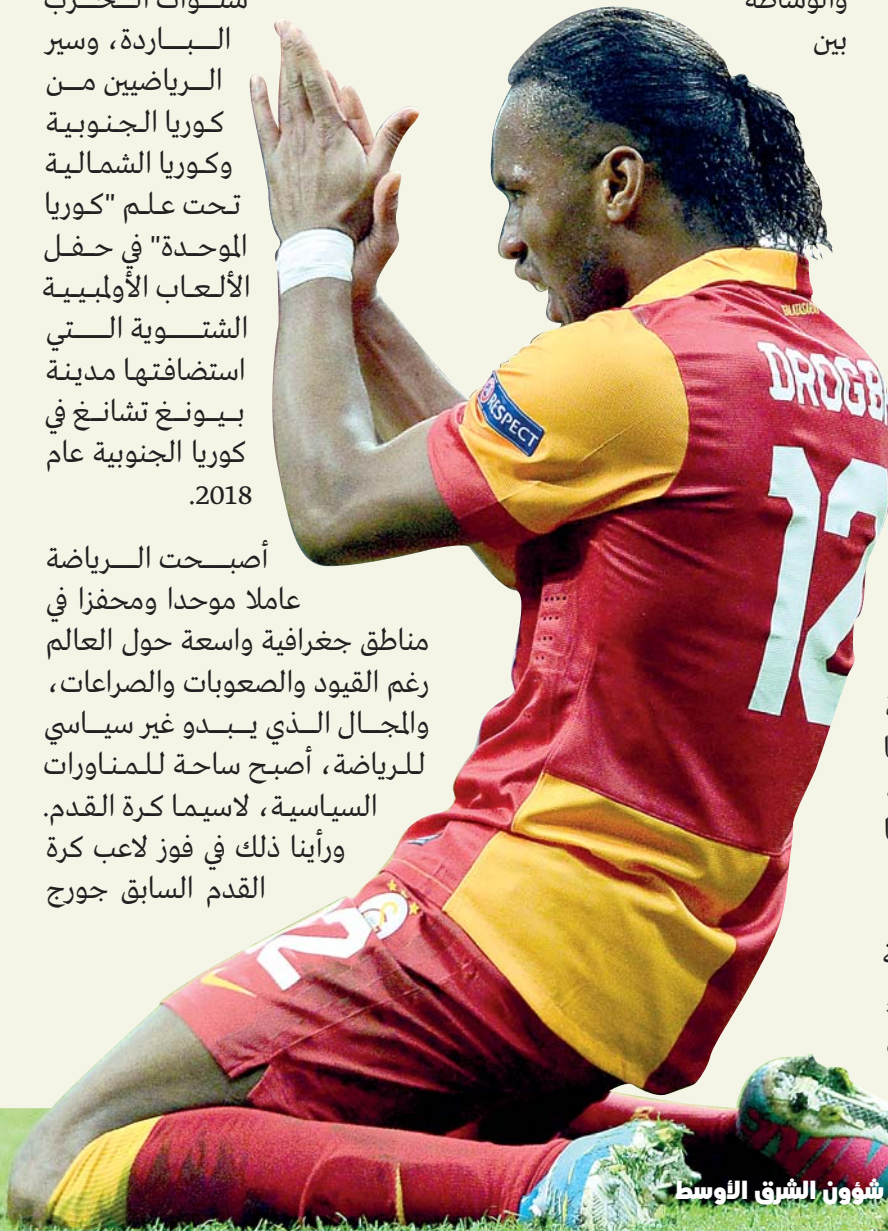 سنوات الحرب
الباردة، وسير
الرياضيين من
كوريا الجنوبية
وكوريا الشمالية
تحت علم "كوريا
الموحدة" في حفل
الألعاب الأولمبيية
الشتوية التي
استضافتها مدينة
بيونغ تشانغ في
كوريا الجنوبية عام
2018.
أصبحت الرياضة
عاملا موحدا ومحفزا في
مناطق جغرافية واسعة حول العالم
رغم القيود والصعوبات والصراعات،
والمجال الذي يبدو غير سياسي
للرياضة، أصبح ساحة للمناورات
السياسية، لاسيما كرة القدم.
ورأينا ذلك في فوز لاعب كرة
القدم السابق جورج
والوساطة
بين
RESPECT
DROGB
12
12
شؤون الشرق الأوسط